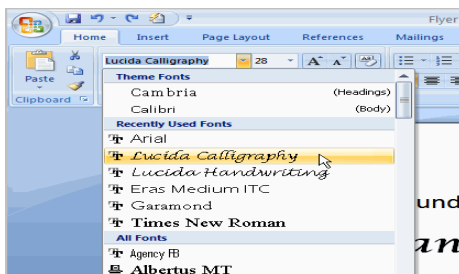 Flyer
Home Insert Page Layout References Mailings
Paste
Clipboard
Lucida Calligraphy 28
Theme Fonts
Cambria (Headings)
Calibri (Body)
Recently Used Fonts
Arial
Lucida Calligraphy
Lucida Handwriting
Eras Medium ITC
Garamond
Times New Roman
All Fonts
Agency FB
Albertus MT
und
an